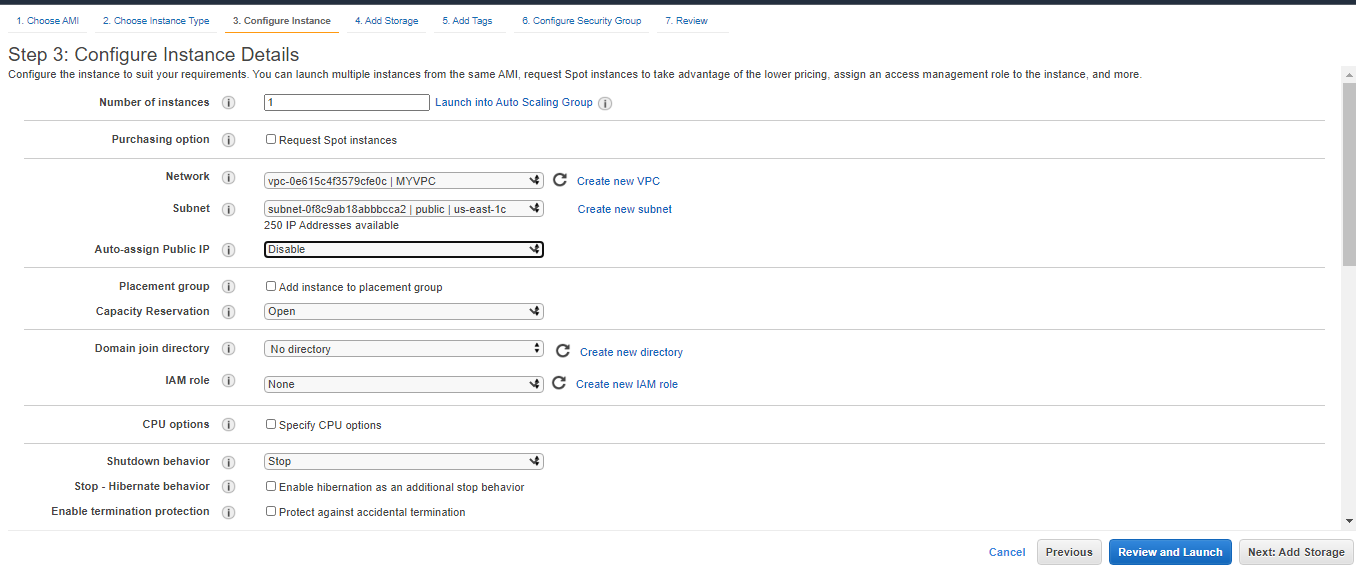 1. Choose AMI 2. Choose Instance Type 3. Configure Instance 4. Add Storage 5. Add Tags 6. Configure Security Group 7. Review
Step 3: Configure Instance Details
Configure the instance to suit your requirements. You can launch multiple instances from the same AMI, request Spot instances to take advantage of the lower pricing, assign an access management role to the instance, and more.
Number of instances i 1 Launch into Auto Scaling Group i
Purchasing option i Request Spot instances
Network i vpc-0e615c4f3579cfe0c | MYVPC Create new VPC
Subnet i subnet-0f8c9ab18abbbcca2 | public | us-east-1c Create new subnet
250 IP Addresses available
Auto-assign Public IP i Disable
Placement group i Add instance to placement group
Capacity Reservation i Open
Domain join directory i No directory Create new directory
IAM role i None Create new IAM role
CPU options i Specify CPU options
Shutdown behavior i Stop
Stop - Hibernate behavior i Enable hibernation as an additional stop behavior
Enable termination protection i Protect against accidental termination
Cancel Previous Review and Launch Next: Add Storage